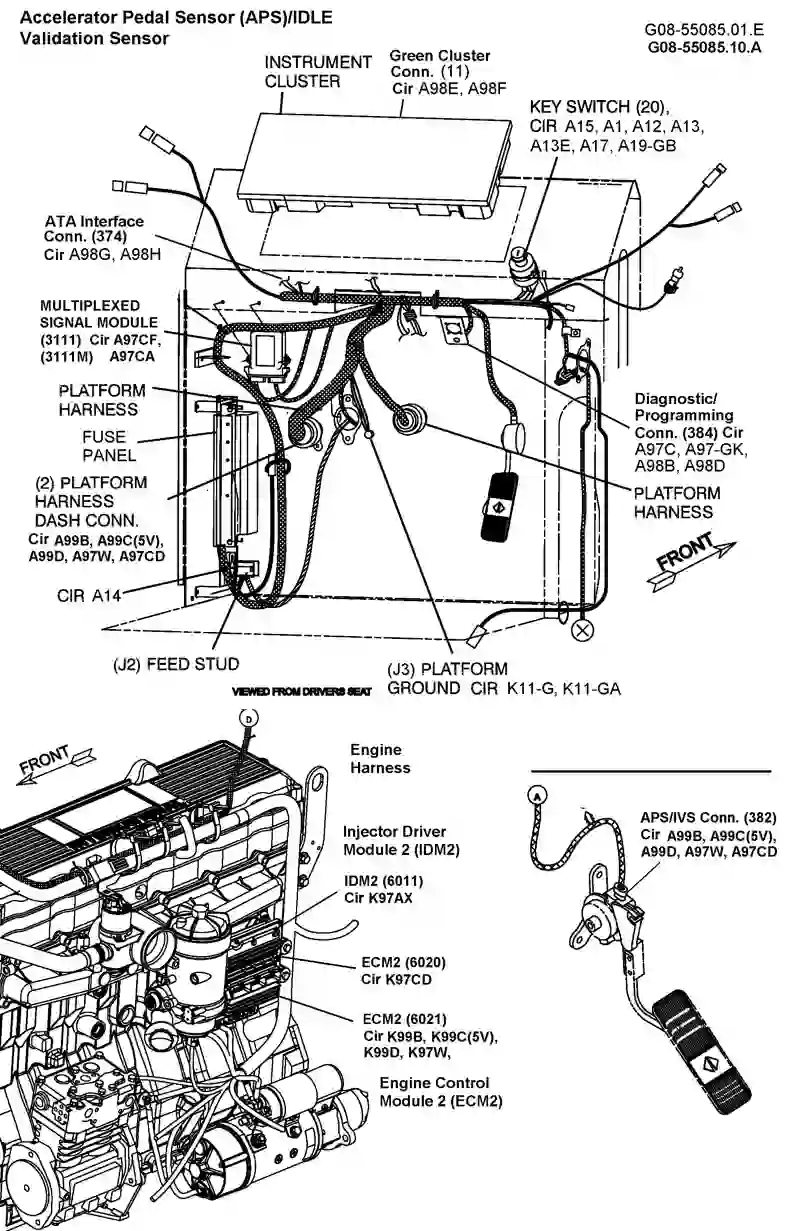 Accelerator Pedal Sensor (APS)/IDLE
Validation Sensor
G08-55085.01.E
G08-55085.10.A
INSTRUMENT
CLUSTER
Green Cluster
Conn. (11)
Cir A98E, A98F
KEY SWITCH (20),
CIR A15, A1, A12, A13,
A13E, A17, A19-GB
ATA Interface
Conn. (374)
Cir A98G, A98H
MULTIPLEXED
SIGNAL MODULE
(3111) Cir A97CF,
(3111M) A97CA
PLATFORM
HARNESS
FUSE
PANEL
(2) PLATFORM
HARNESS
DASH CONN.
Cir A99B, A99C(5V),
A99D, A97W, A97CD
CIR A14
Diagnostic/
Programming
Conn. (384) Cir
A97C, A97-GK,
A98B, A98D
PLATFORM
HARNESS
FRONT
(J2) FEED STUD
(J3) PLATFORM
GROUND CIR K11-G, K11-GA
VIEWED FROM DRIVERS SEAT
D
FRONT
Engine
Harness
Injector Driver
Module 2 (IDM2)
IDM2 (6011)
Cir K97AX
ECM2 (6020)
Cir K97CD
ECM2 (6021)
Cir K99B, K99C(5V),
K99D, K97W,
Engine Control
Module 2 (ECM2)
A
APS/IVS Conn. (382)
Cir A99B, A99C(5V),
A99D, A97W, A97CD